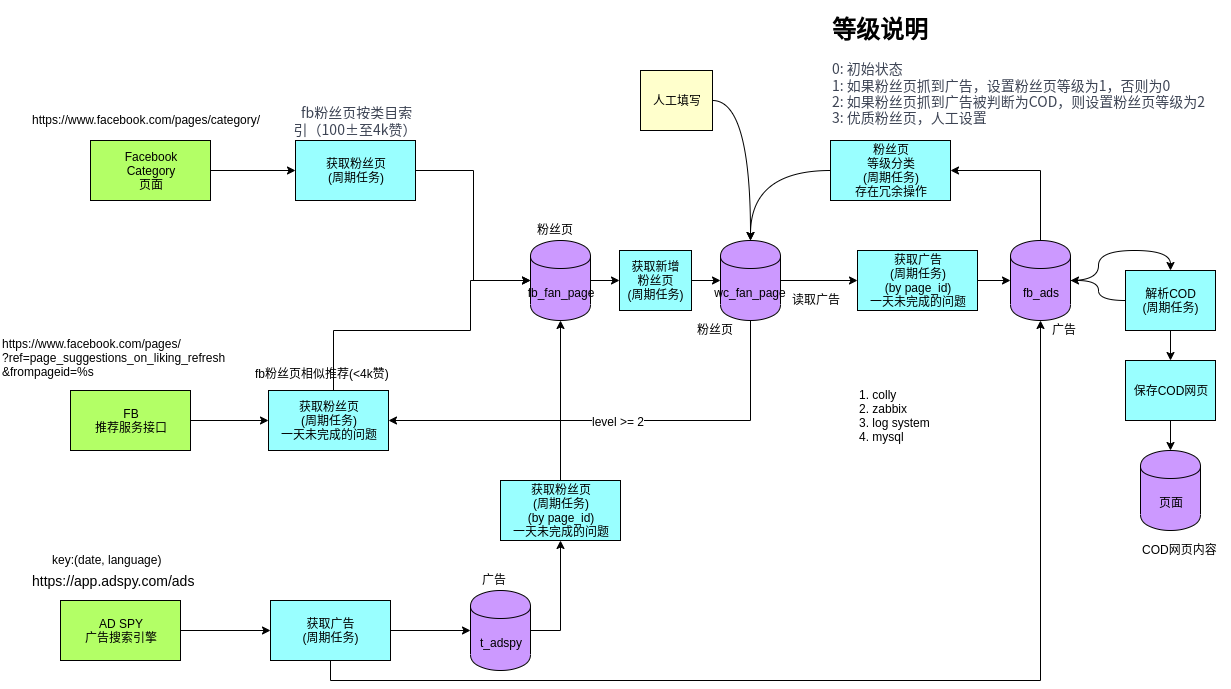 等级说明
0: 初始状态
1: 如果粉丝页抓到广告，设置粉丝页等级为1，否则为0
2: 如果粉丝页抓到广告被判断为COD，则设置粉丝页等级为2
3: 优质粉丝页，人工设置
人工填写
https://www.facebook.com/pages/category/
fb粉丝页按类目索
引（100±至4k赞）
Facebook
Category
页面
获取粉丝页
(周期任务)
粉丝页
等级分类
(周期任务)
存在冗余操作
粉丝页
fb_fan_page
获取新增
粉丝页
(周期任务)
wc_fan_page
粉丝页
读取广告
获取广告
(周期任务)
(by page_id)
一天未完成的问题
fb_ads
广告
解析COD
(周期任务)
https://www.facebook.com/pages/
?ref=page_suggestions_on_liking_refresh
&frompageid=%s
fb粉丝页相似推荐(<4k赞)
FB
推荐服务接口
获取粉丝页
(周期任务)
一天未完成的问题
level >= 2
1. colly
2. zabbix
3. log system
4. mysql
保存COD网页
页面
COD网页内容
获取粉丝页
(周期任务)
(by page_id)
一天未完成的问题
key:(date, language)
https://app.adspy.com/ads
AD SPY
广告搜索引擎
获取广告
(周期任务)
广告
t_adspy